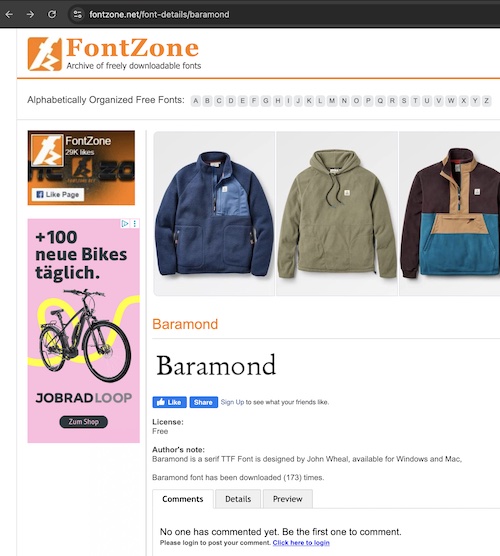 fontzone.net/font-details/baramond
FontZone
Archive of freely downloadable fonts
Alphabetically Organized Free Fonts: A B C D E F G H I J K L M N O P Q R S T U V W X Y Z
FontZone
29K likes
Like Page
+100
neue Bikes
täglich.
JOBRADLOOP
Zum Shop
Baramond
Baramond
Like Share Sign Up to see what your friends like.
License:
Free
Author's note:
Baramond is a serif TTF Font is designed by John Wheal, available for Windows and Mac,
Baramond font has been downloaded (173) times.
Comments Details Preview
No one has commented yet. Be the first to comment.
Please login to post your comment. Click here to login